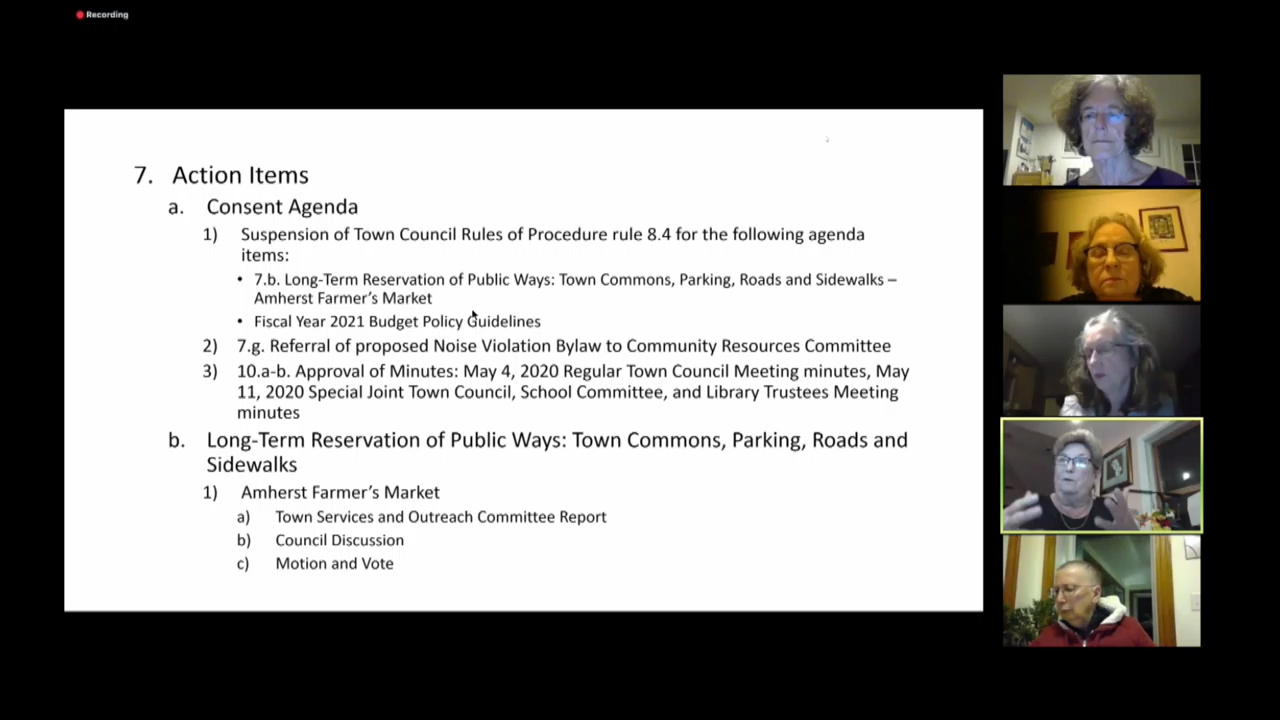 Recording
7. Action Items
a. Consent Agenda
1) Suspension of Town Council Rules of Procedure rule 8.4 for the following agenda
items:
• 7.b. Long-Term Reservation of Public Ways: Town Commons, Parking, Roads and Sidewalks –
Amherst Farmer’s Market
• Fiscal Year 2021 Budget Policy Guidelines
2) 7.g. Referral of proposed Noise Violation Bylaw to Community Resources Committee
3) 10.a-b. Approval of Minutes: May 4, 2020 Regular Town Council Meeting minutes, May
11, 2020 Special Joint Town Council, School Committee, and Library Trustees Meeting
minutes
b. Long-Term Reservation of Public Ways: Town Commons, Parking, Roads and
Sidewalks
1) Amherst Farmer’s Market
a) Town Services and Outreach Committee Report
b) Council Discussion
c) Motion and Vote